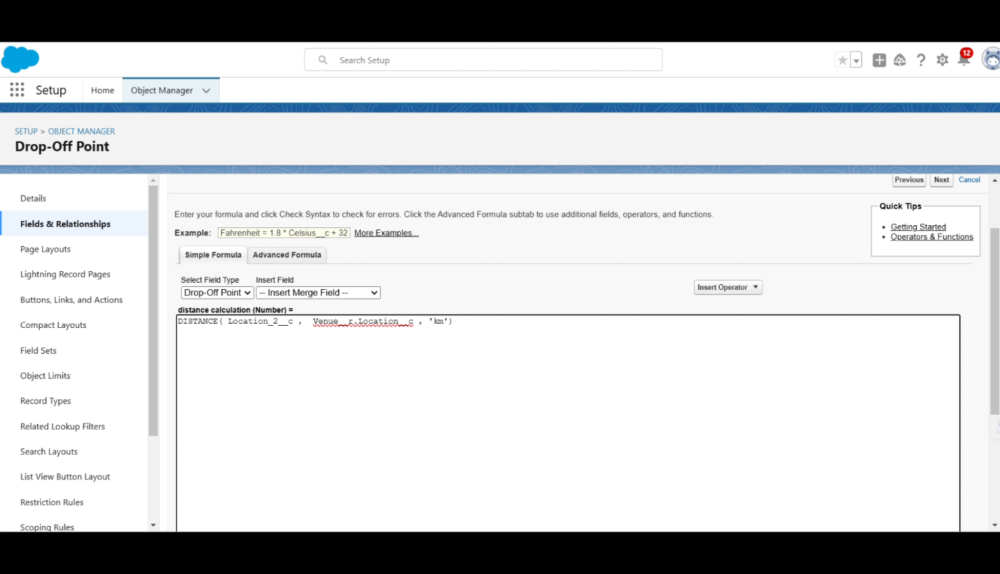 Search Setup
12
Setup
Home
Object Manager
SETUP > OBJECT MANAGER
Drop-Off Point
Details
Fields & Relationships
Page Layouts
Lightning Record Pages
Buttons, Links, and Actions
Compact Layouts
Field Sets
Object Limits
Record Types
Related Lookup Filters
Search Layouts
List View Button Layout
Restriction Rules
Scoping Rules
Previous Next Cancel
Enter your formula and click Check Syntax to check for errors. Click the Advanced Formula subtab to use additional fields, operators, and functions.
Example: Fahrenheit = 1.8 * Celsius__c + 32 More Examples...
Quick Tips
• Getting Started
• Operators & Functions
Simple Formula Advanced Formula
Select Field Type Insert Field
Drop-Off Point -- Insert Merge Field --
Insert Operator
distance calculation (Number) =
DISTANCE( Location_2__c ,  Venue__r.Location__c , 'km')